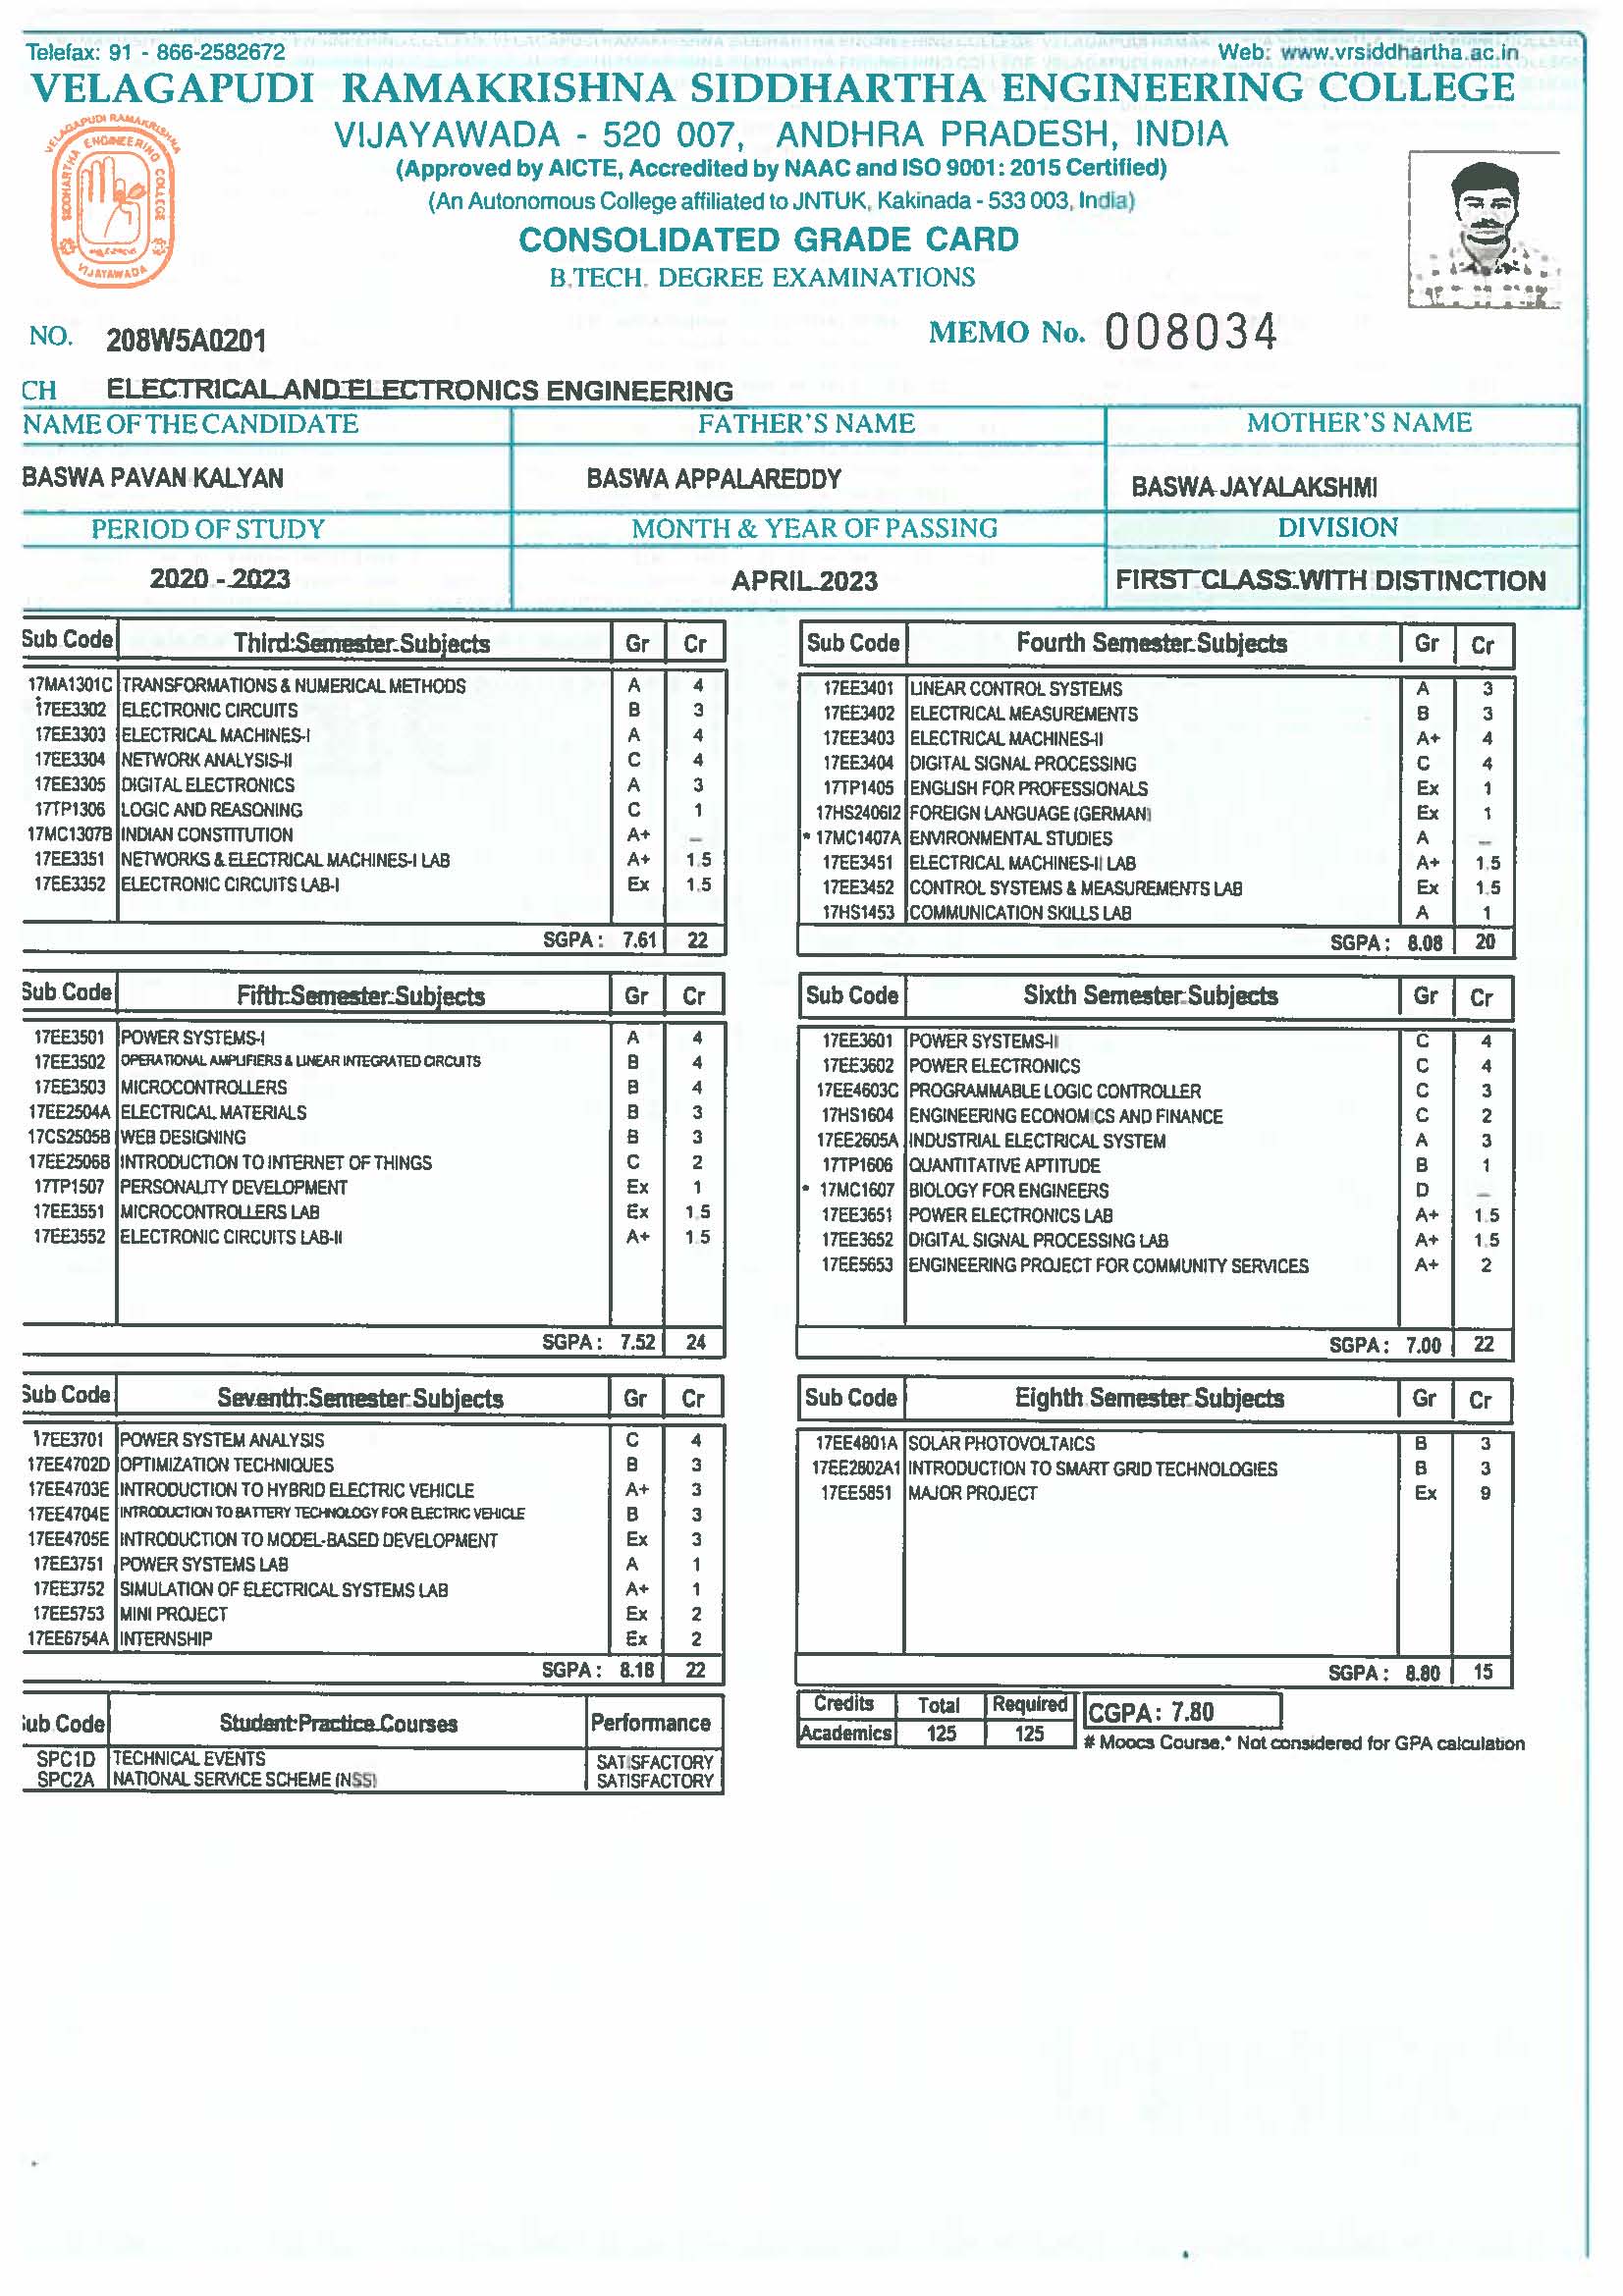 Telefax: 91 - 866-2582672
Web: www.vrsiddhartha.ac.in
VELAGAPUDI RAMAKRISHNA SIDDHARTHA ENGINEERING COLLEGE
VIJAYAWADA - 520 007, ANDHRA PRADESH, INDIA
(Approved by AICTE, Accredited by NAAC and ISO 9001: 2015 Certified)
(An Autonomous College affiliated to JNTUK, Kakinada - 533 003, India)
CONSOLIDATED GRADE CARD
B.TECH. DEGREE EXAMINATIONS
VELAGAPUDI RAMAKRISHNA
SIDDHARTHA ENGINEERING COLLEGE
VIJAYAWADA
NO. 208W5A0201
MEMO No. 008034
CH ELECTRICAL AND ELECTRONICS ENGINEERING
NAME OF THE CANDIDATE FATHER'S NAME MOTHER'S NAME
BASWA PAVAN KALYAN BASWA APPALAREDDY BASWA JAYALAKSHMI
PERIOD OF STUDY MONTH & YEAR OF PASSING DIVISION
2020 - 2023 APRIL 2023 FIRST CLASS WITH DISTINCTION
Sub Code Third Semester Subjects Gr Cr
17MA1301C TRANSFORMATIONS & NUMERICAL METHODS A 4
17EE3302 ELECTRONIC CIRCUITS B 3
17EE3303 ELECTRICAL MACHINES-I A 4
17EE3304 NETWORK ANALYSIS-II C 4
17EE3305 DIGITAL ELECTRONICS A 3
17TP1306 LOGIC AND REASONING C 1
17MC1307B INDIAN CONSTITUTION A+ –
17EE3351 NETWORKS & ELECTRICAL MACHINES-I LAB A+ 1.5
17EE3352 ELECTRONIC CIRCUITS LAB-I Ex 1.5
SGPA : 7.61 22
Sub Code Fourth Semester Subjects Gr Cr
17EE3401 LINEAR CONTROL SYSTEMS A 3
17EE3402 ELECTRICAL MEASUREMENTS B 3
17EE3403 ELECTRICAL MACHINES-II A+ 4
17EE3404 DIGITAL SIGNAL PROCESSING C 4
17TP1405 ENGLISH FOR PROFESSIONALS Ex 1
17HS2406I2 FOREIGN LANGUAGE (GERMAN) Ex 1
* 17MC1407A ENVIRONMENTAL STUDIES A –
17EE3451 ELECTRICAL MACHINES-II LAB A+ 1.5
17EE3452 CONTROL SYSTEMS & MEASUREMENTS LAB Ex 1.5
17HS1453 COMMUNICATION SKILLS LAB A 1
SGPA : 8.08 20
Sub Code Fifth Semester Subjects Gr Cr
17EE3501 POWER SYSTEMS-I A 4
17EE3502 OPERATIONAL AMPLIFIERS & LINEAR INTEGRATED CIRCUITS B 4
17EE3503 MICROCONTROLLERS B 4
17EE2504A ELECTRICAL MATERIALS B 3
17CS2505B WEB DESIGNING B 3
17EE2506B INTRODUCTION TO INTERNET OF THINGS C 2
17TP1507 PERSONALITY DEVELOPMENT Ex 1
17EE3551 MICROCONTROLLERS LAB Ex 1.5
17EE3552 ELECTRONIC CIRCUITS LAB-II A+ 1.5
SGPA : 7.52 24
Sub Code Sixth Semester Subjects Gr Cr
17EE3601 POWER SYSTEMS-II C 4
17EE3602 POWER ELECTRONICS C 4
17EE4603C PROGRAMMABLE LOGIC CONTROLLER C 3
17HS1604 ENGINEERING ECONOMICS AND FINANCE C 2
17EE2605A INDUSTRIAL ELECTRICAL SYSTEM A 3
17TP1606 QUANTITATIVE APTITUDE B 1
* 17MC1607 BIOLOGY FOR ENGINEERS D –
17EE3651 POWER ELECTRONICS LAB A+ 1.5
17EE3652 DIGITAL SIGNAL PROCESSING LAB A+ 1.5
17EE5653 ENGINEERING PROJECT FOR COMMUNITY SERVICES A+ 2
SGPA : 7.00 22
Sub Code Seventh Semester Subjects Gr Cr
17EE3701 POWER SYSTEM ANALYSIS C 4
17EE4702D OPTIMIZATION TECHNIQUES B 3
17EE4703E INTRODUCTION TO HYBRID ELECTRIC VEHICLE A+ 3
17EE4704E INTRODUCTION TO BATTERY TECHNOLOGY FOR ELECTRIC VEHICLE B 3
17EE4705E INTRODUCTION TO MODEL-BASED DEVELOPMENT Ex 3
17EE3751 POWER SYSTEMS LAB A 1
17EE3752 SIMULATION OF ELECTRICAL SYSTEMS LAB A+ 1
17EE5753 MINI PROJECT Ex 2
17EE6754A INTERNSHIP Ex 2
SGPA : 8.18 22
Sub Code Eighth Semester Subjects Gr Cr
17EE4801A SOLAR PHOTOVOLTAICS B 3
17EE2802A1 INTRODUCTION TO SMART GRID TECHNOLOGIES B 3
17EE5851 MAJOR PROJECT Ex 9
SGPA : 8.80 15
ub Code Student Practice Courses Performance
SPC1D TECHNICAL EVENTS SATISFACTORY
SPC2A NATIONAL SERVICE SCHEME (NSS) SATISFACTORY
Credits Total Required
Academics 125 125
CGPA : 7.80
# Moocs Course,* Not considered for GPA calculation